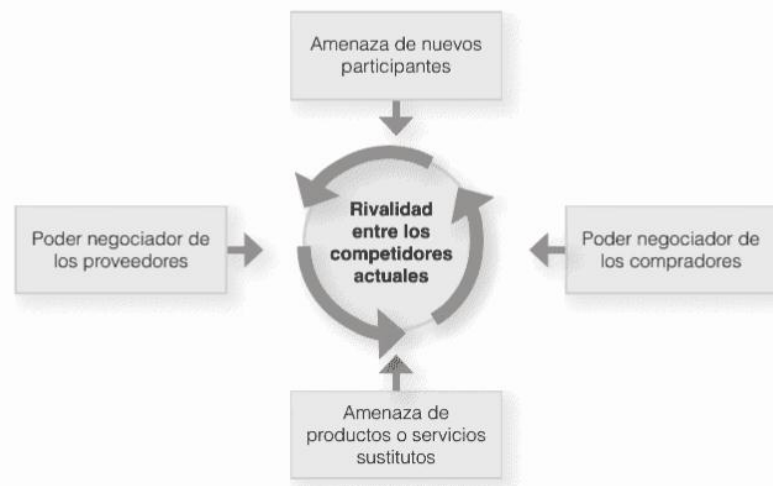 Amenaza de nuevos
participantes
Poder negociador de
los proveedores
Rivalidad
entre los
competidores
actuales
Poder negociador de
los compradores
Amenaza de
productos o servicios
sustitutos